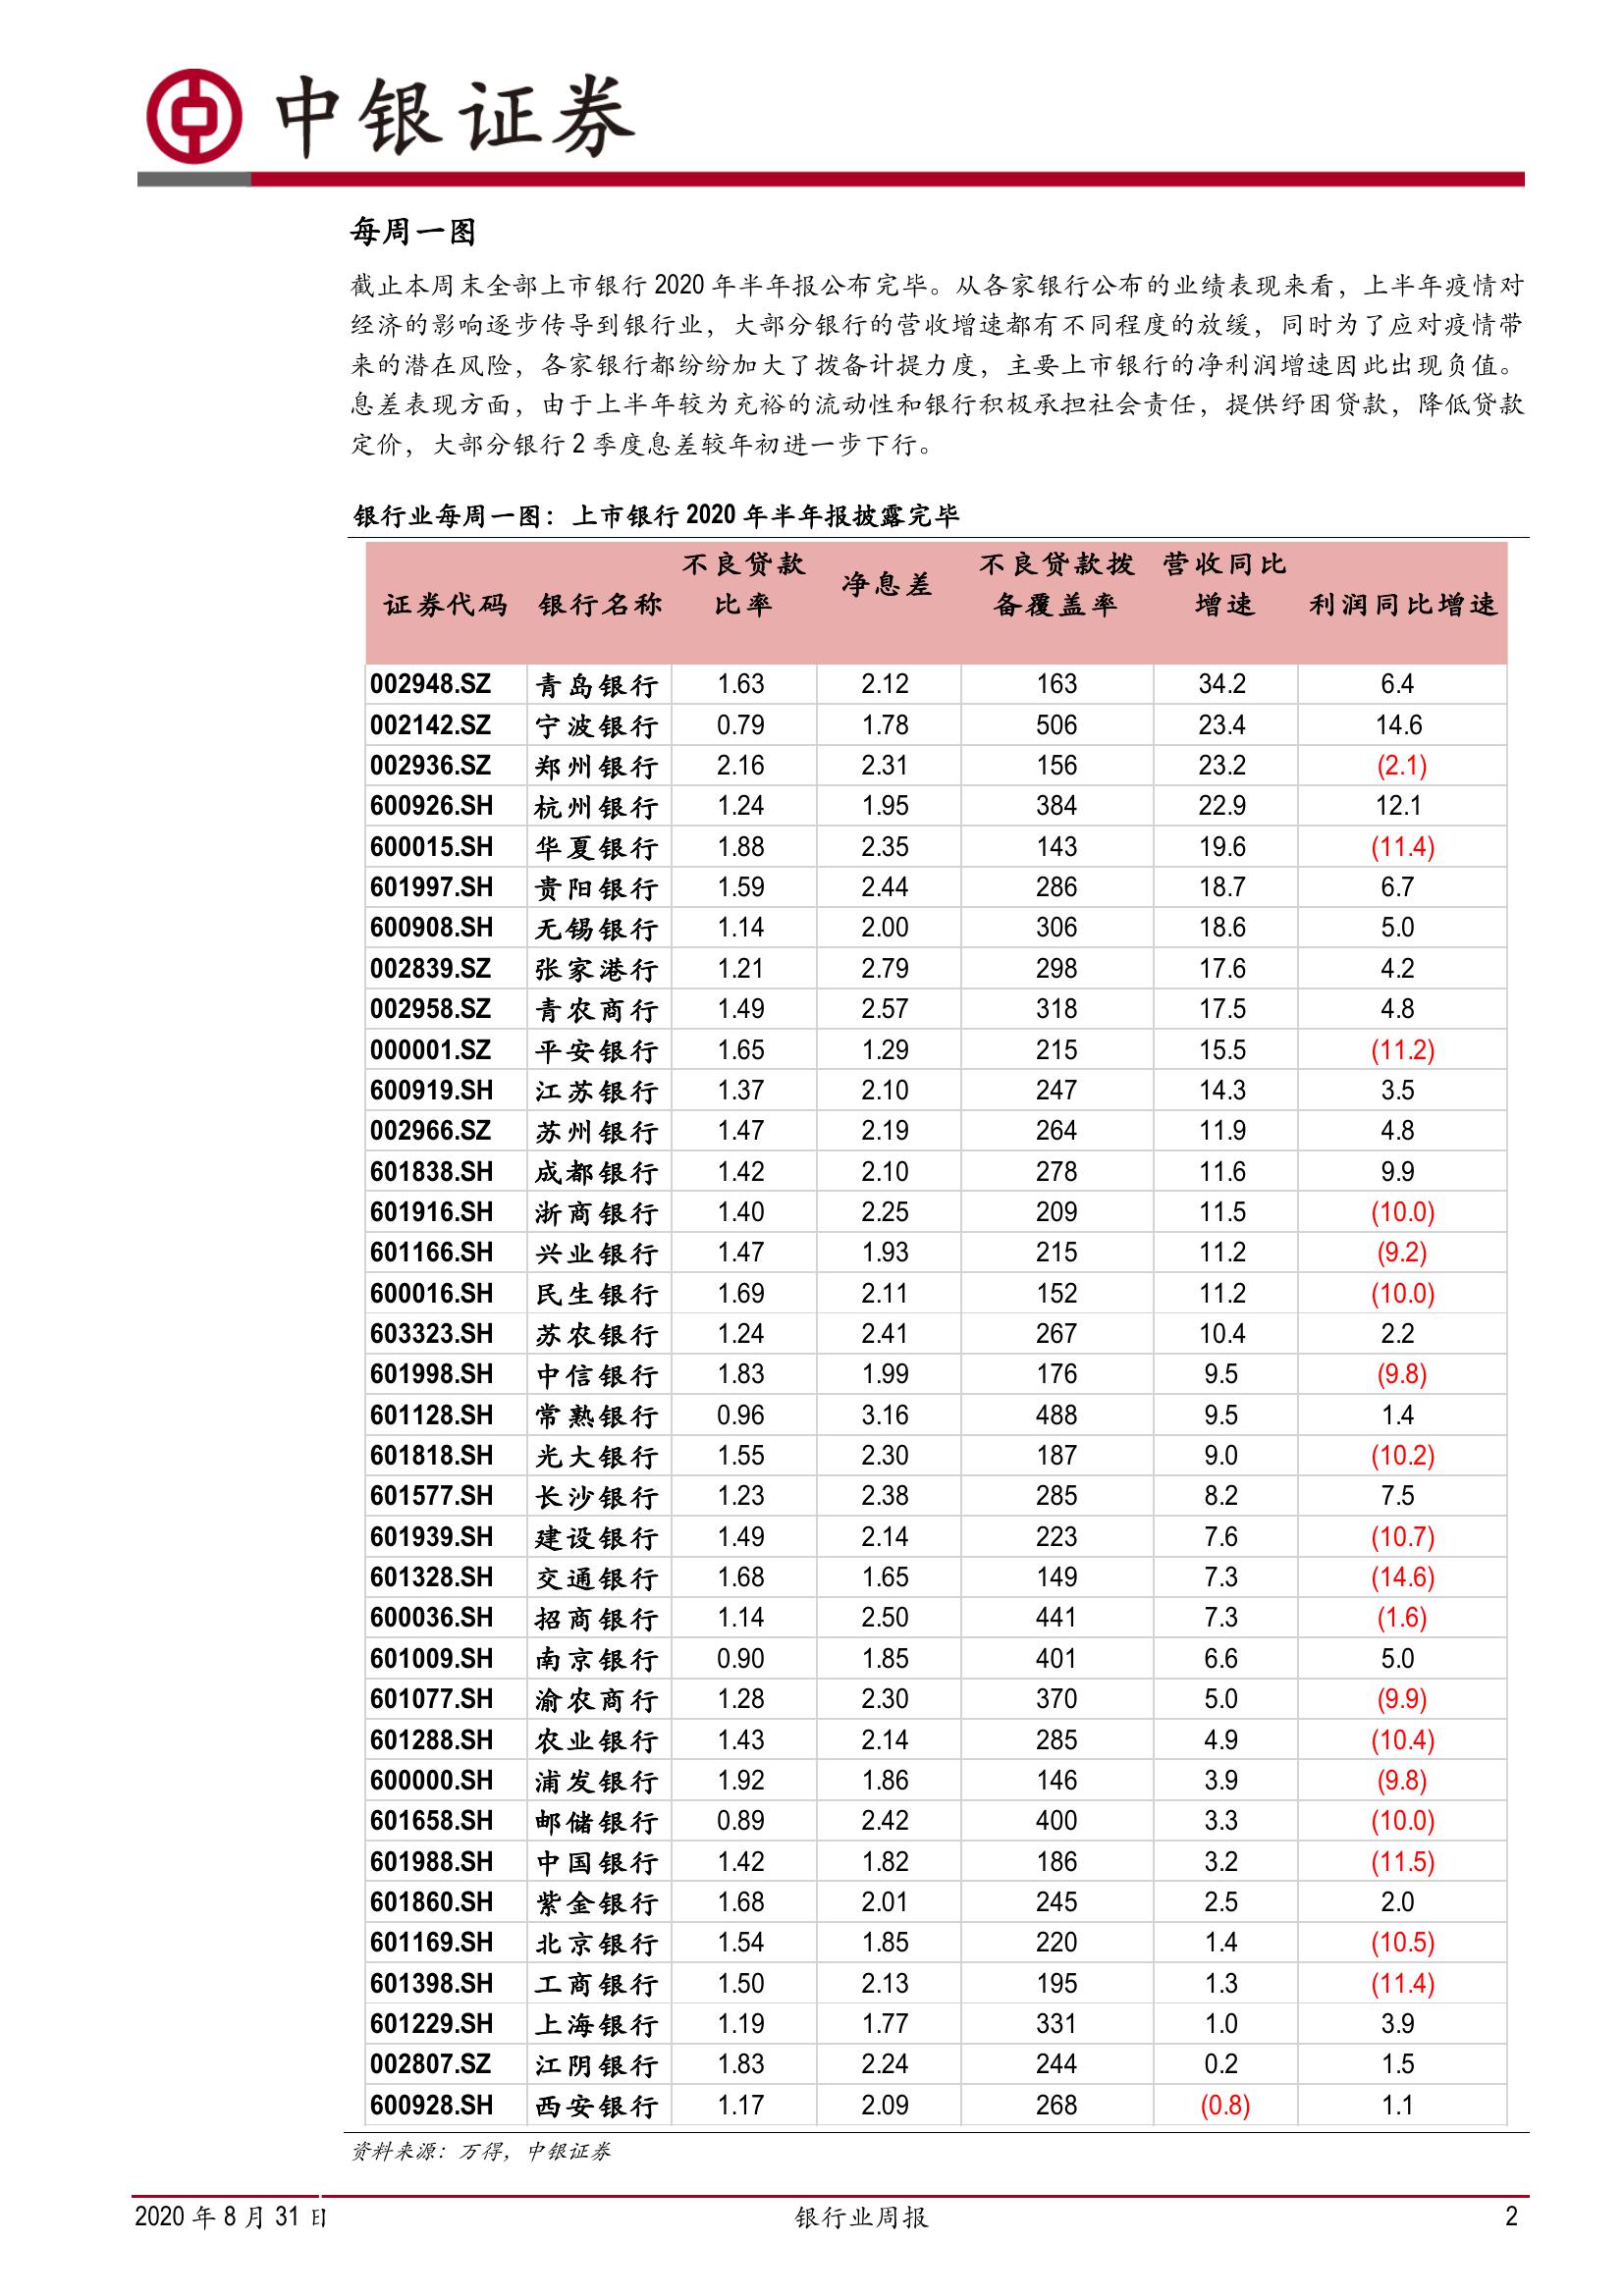 中银证券
每周一图
截止本周末全部上市银行 2020 年半年报公布完毕。从各家银行公布的业绩表现来看，上半年疫情对
经济的影响逐步传导到银行业，大部分银行的营收增速都有不同程度的放缓，同时为了应对疫情带
来的潜在风险，各家银行都纷纷加大了拨备计提力度，主要上市银行的净利润增速因此出现负值。
息差表现方面，由于上半年较为充裕的流动性和银行积极承担社会责任，提供纾困贷款，降低贷款
定价，大部分银行 2 季度息差较年初进一步下行。
银行业每周一图：上市银行 2020 年半年报披露完毕
证券代码 银行名称 不良贷款比率 净息差 不良贷款拨备覆盖率 营收同比增速 利润同比增速
002948.SZ 青岛银行 1.63 2.12 163 34.2 6.4
002142.SZ 宁波银行 0.79 1.78 506 23.4 14.6
002936.SZ 郑州银行 2.16 2.31 156 23.2 (2.1)
600926.SH 杭州银行 1.24 1.95 384 22.9 12.1
600015.SH 华夏银行 1.88 2.35 143 19.6 (11.4)
601997.SH 贵阳银行 1.59 2.44 286 18.7 6.7
600908.SH 无锡银行 1.14 2.00 306 18.6 5.0
002839.SZ 张家港行 1.21 2.79 298 17.6 4.2
002958.SZ 青农商行 1.49 2.57 318 17.5 4.8
000001.SZ 平安银行 1.65 1.29 215 15.5 (11.2)
600919.SH 江苏银行 1.37 2.10 247 14.3 3.5
002966.SZ 苏州银行 1.47 2.19 264 11.9 4.8
601838.SH 成都银行 1.42 2.10 278 11.6 9.9
601916.SH 浙商银行 1.40 2.25 209 11.5 (10.0)
601166.SH 兴业银行 1.47 1.93 215 11.2 (9.2)
600016.SH 民生银行 1.69 2.11 152 11.2 (10.0)
603323.SH 苏农银行 1.24 2.41 267 10.4 2.2
601998.SH 中信银行 1.83 1.99 176 9.5 (9.8)
601128.SH 常熟银行 0.96 3.16 488 9.5 1.4
601818.SH 光大银行 1.55 2.30 187 9.0 (10.2)
601577.SH 长沙银行 1.23 2.38 285 8.2 7.5
601939.SH 建设银行 1.49 2.14 223 7.6 (10.7)
601328.SH 交通银行 1.68 1.65 149 7.3 (14.6)
600036.SH 招商银行 1.14 2.50 441 7.3 (1.6)
601009.SH 南京银行 0.90 1.85 401 6.6 5.0
601077.SH 渝农商行 1.28 2.30 370 5.0 (9.9)
601288.SH 农业银行 1.43 2.14 285 4.9 (10.4)
600000.SH 浦发银行 1.92 1.86 146 3.9 (9.8)
601658.SH 邮储银行 0.89 2.42 400 3.3 (10.0)
601988.SH 中国银行 1.42 1.82 186 3.2 (11.5)
601860.SH 紫金银行 1.68 2.01 245 2.5 2.0
601169.SH 北京银行 1.54 1.85 220 1.4 (10.5)
601398.SH 工商银行 1.50 2.13 195 1.3 (11.4)
601229.SH 上海银行 1.19 1.77 331 1.0 3.9
002807.SZ 江阴银行 1.83 2.24 244 0.2 1.5
600928.SH 西安银行 1.17 2.09 268 (0.8) 1.1
资料来源：万得，中银证券
2020 年 8 月 31 日 银行业周报 2